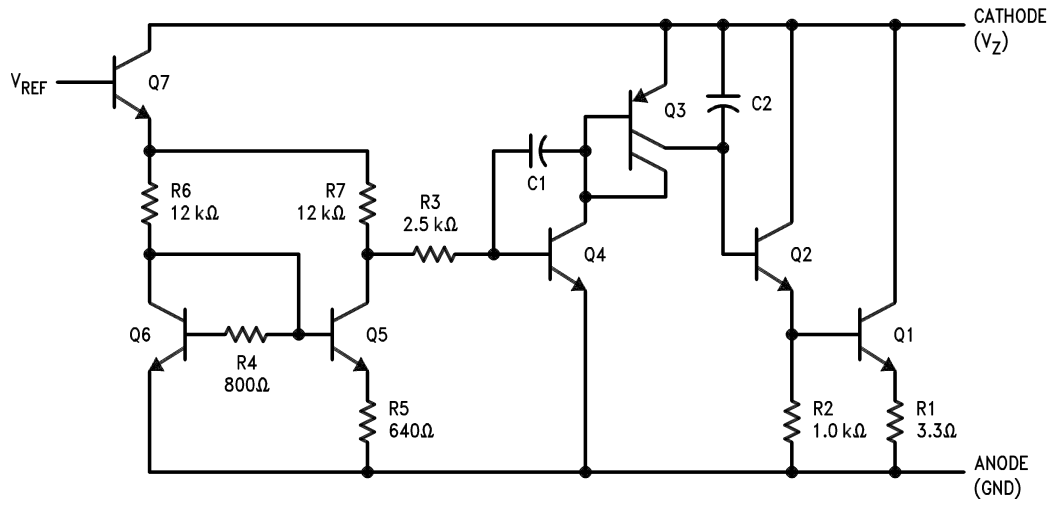 CATHODE
(VZ)
Q7
VREF
Q3
C2
C1
R6
12 kΩ
R7
12 kΩ
R3
2.5 kΩ
Q4
Q2
Q6
Q5
Q1
R4
800Ω
R5
640Ω
R2
1.0 kΩ
R1
3.3Ω
ANODE
(GND)